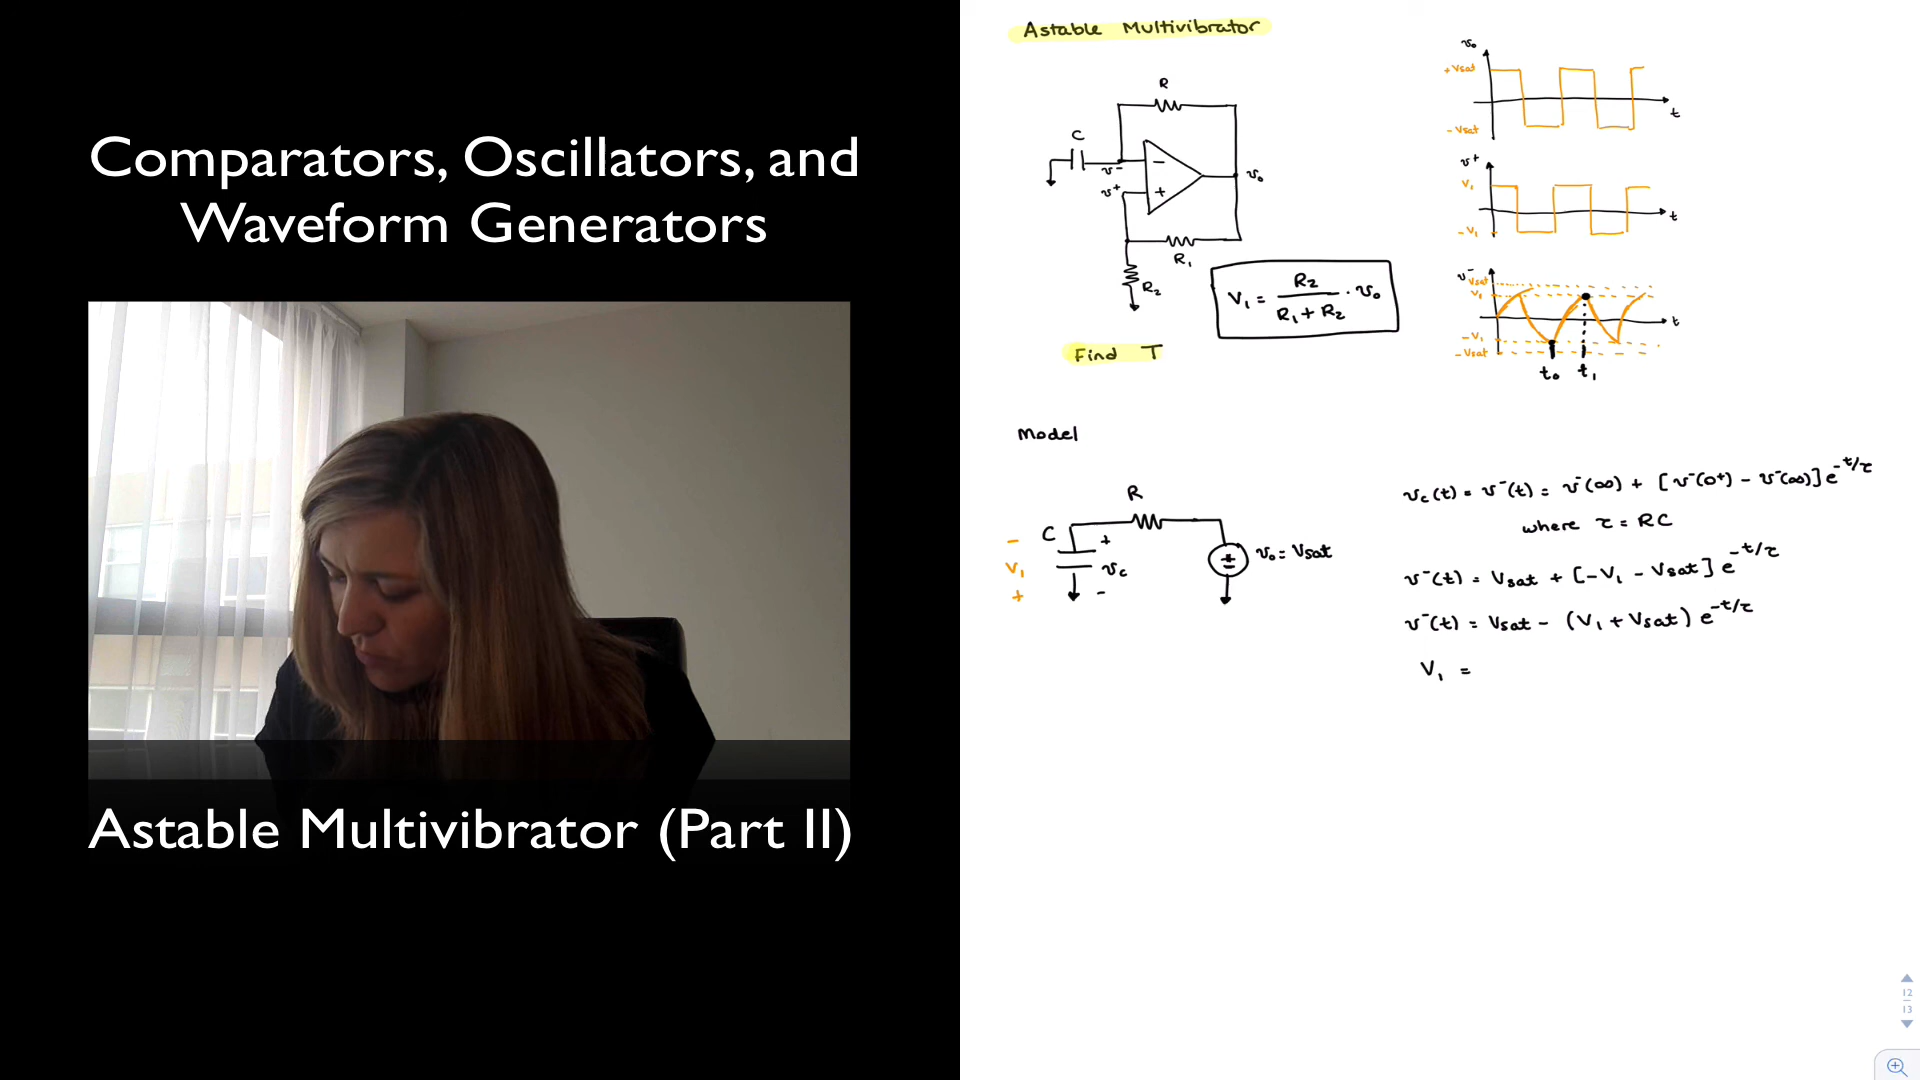 Comparators, Oscillators, and
Waveform Generators
Astable Multivibrator (Part II)
Astable Multivibrator
R
C
v⁻
v⁺
−
+
v₀
R₁
R₂
V₁ = R₂ / (R₁ + R₂) · v₀
Find T
v₀
+Vsat
−Vsat
t
v⁺
V₁
−V₁
t
v⁻
Vsat
V₁
−V₁
−Vsat
t
t₀ t₁
Model
R
C
+
v_c
−
−
V₁
+
v₀ = Vsat
v_c(t) = v⁻(t) = v⁻(∞) + [v⁻(0⁺) − v⁻(∞)] e^(−t/τ)
where τ = RC
v⁻(t) = Vsat + [−V₁ − Vsat] e^(−t/τ)
v⁻(t) = Vsat − (V₁ + Vsat) e^(−t/τ)
V₁ =
12
13